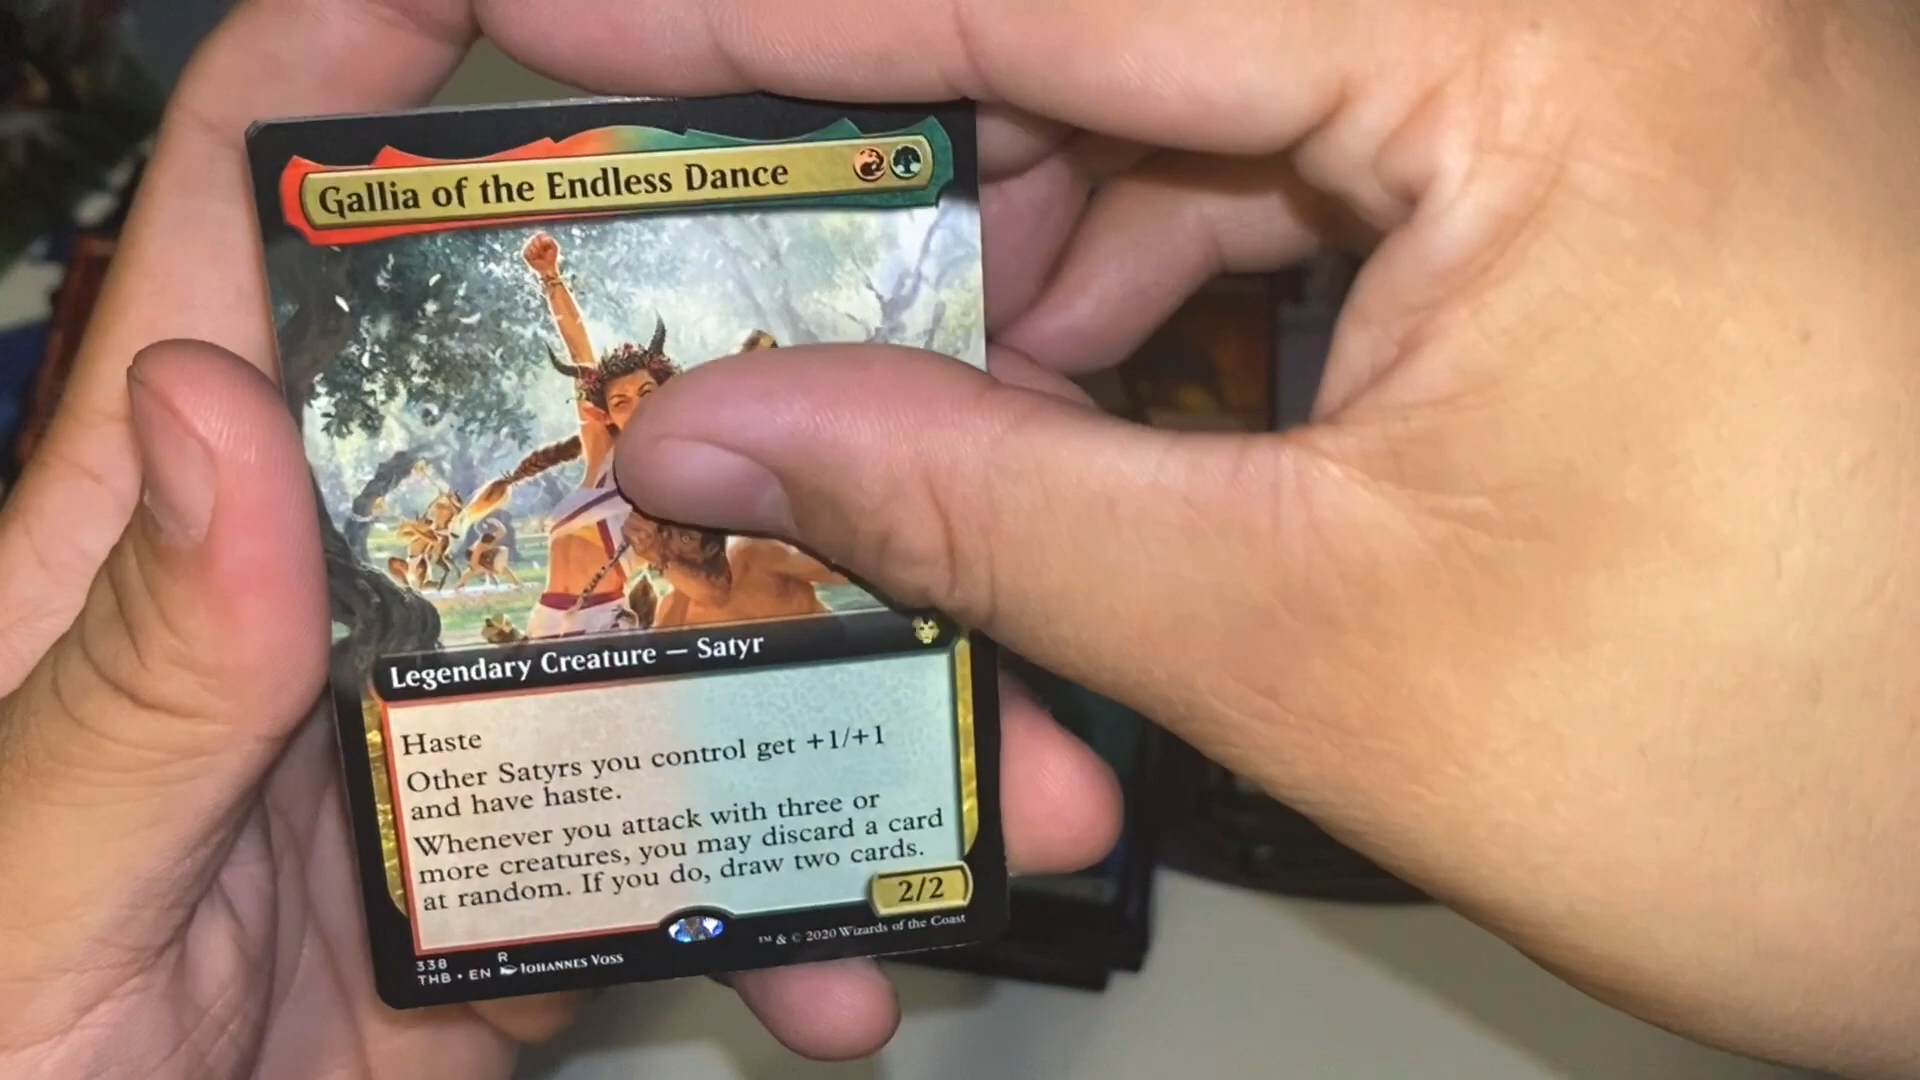 Gallia of the Endless Dance
Legendary Creature — Satyr
Haste
Other Satyrs you control get +1/+1
and have haste.
Whenever you attack with three or
more creatures, you may discard a card
at random. If you do, draw two cards.
2/2
338 R
THB • EN Johannes Voss
™ & © 2020 Wizards of the Coast